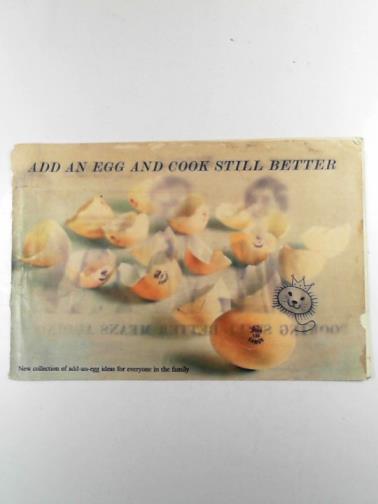 ADD AN EGG AND COOK STILL BETTER
New collection of add-an-egg ideas for everyone in the family